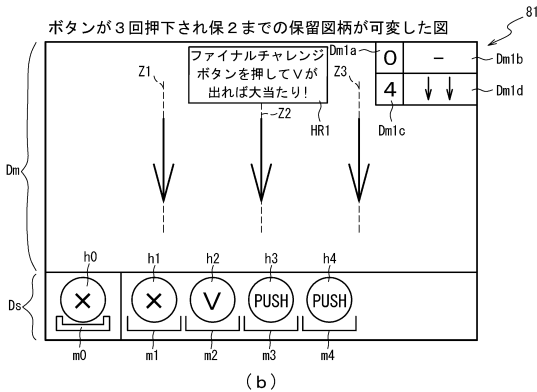 ボタンが３回押下され保２までの保留図柄が可変した図
81
ファイナルチャレンジ
ボタンを押してＶが
出れば大当たり！
Dm1a
0
－
Dm1b
4
↓↓
Dm1d
Z1
Z3
Z2
HR1
Dm1c
Dm
h0
h1
h2
h3
h4
Ds
×
×
V
PUSH
PUSH
m0
m1
m2
m3
m4
(b)